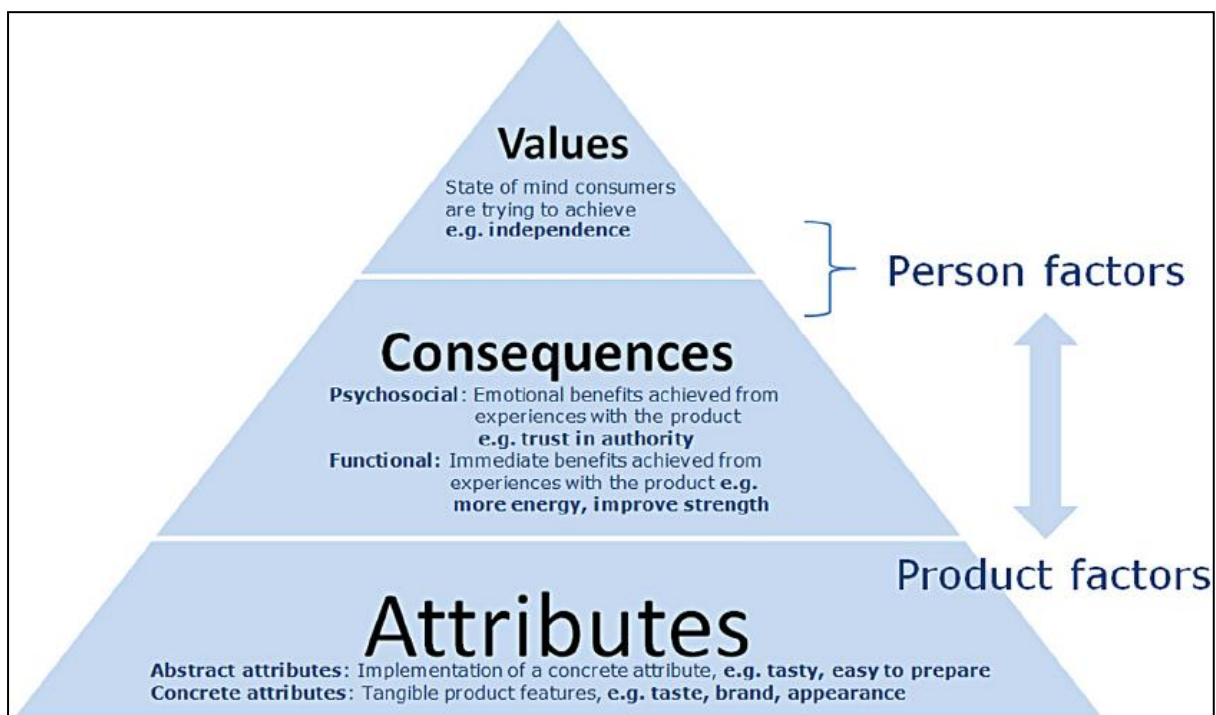 Values
State of mind consumers
are trying to achieve
e.g. independence
Person factors
Consequences
Psychosocial: Emotional benefits achieved from
experiences with the product
e.g. trust in authority
Functional: Immediate benefits achieved from
experiences with the product e.g.
more energy, improve strength
Product factors
Attributes
Abstract attributes: Implementation of a concrete attribute, e.g. tasty, easy to prepare
Concrete attributes: Tangible product features, e.g. taste, brand, appearance